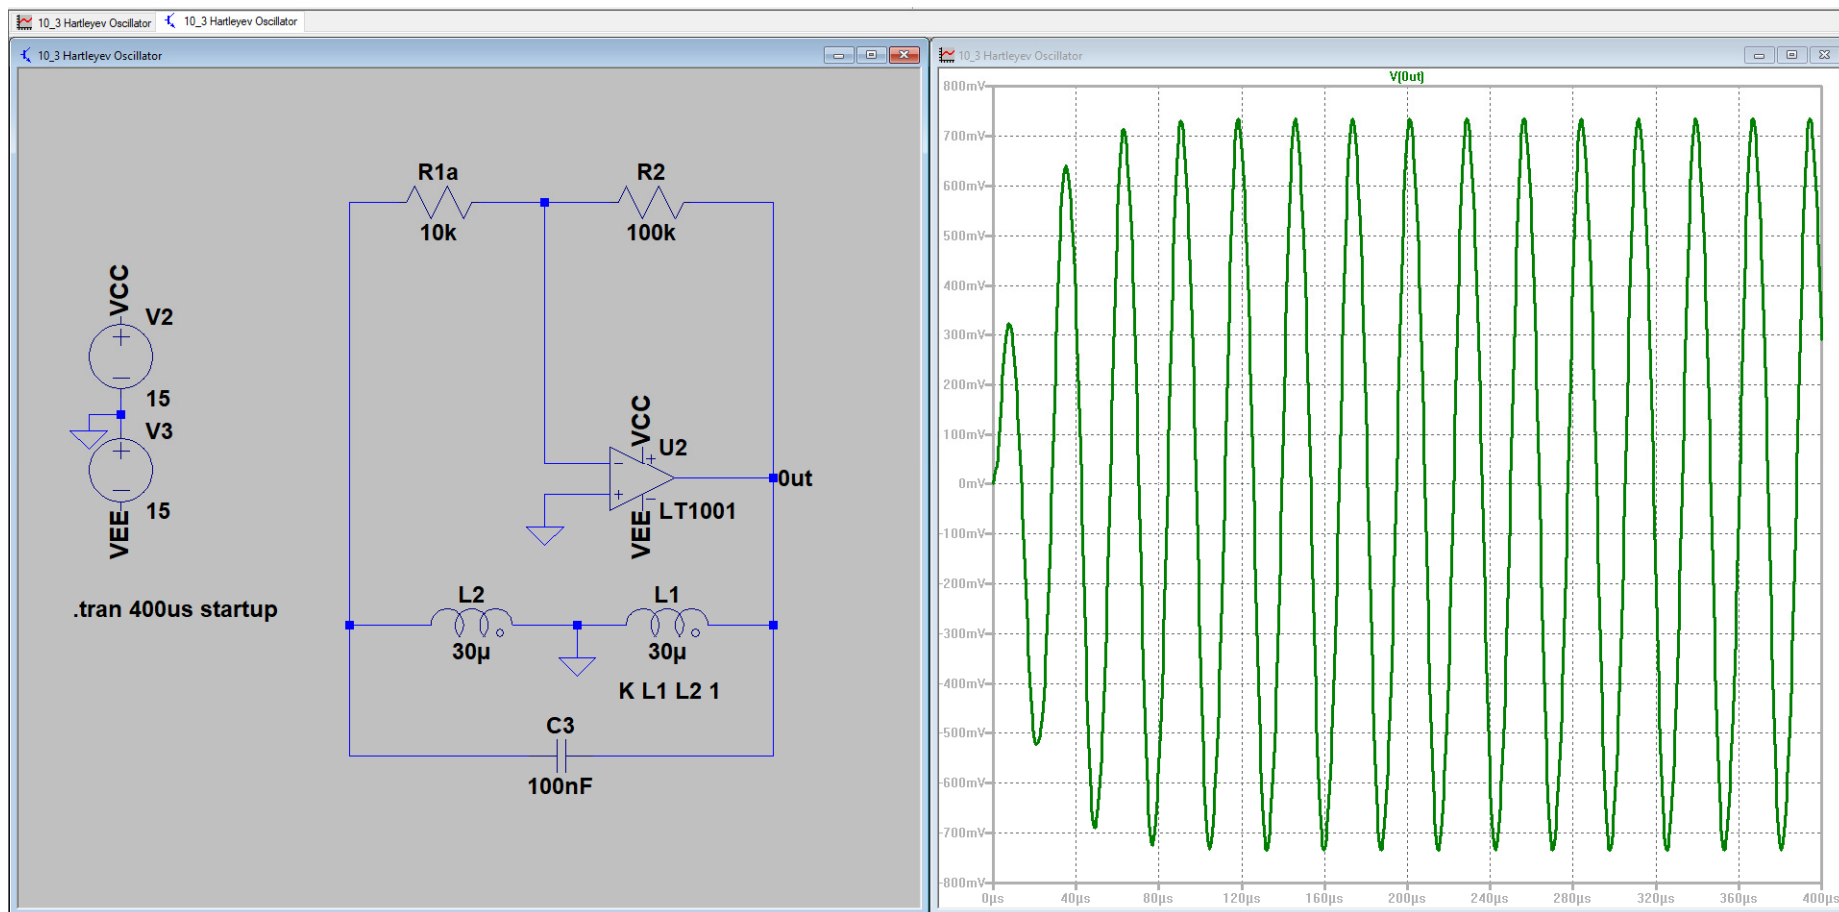 10_3 Hartleyev Oscillator
10_3 Hartleyev Oscillator
10_3 Hartleyev Oscillator
R1a
10k
R2
100k
VCC
V2
15
V3
15
VEE
VCC
U2
LT1001
VEE
0ut
.tran 400us startup
L2
30µ
L1
30µ
K L1 L2 1
C3
100nF
10_3 Hartleyev Oscillator
V(0ut)
800mV
700mV
600mV
500mV
400mV
300mV
200mV
100mV
0mV
-100mV
-200mV
-300mV
-400mV
-500mV
-600mV
-700mV
-800mV
0µs
40µs
80µs
120µs
160µs
200µs
240µs
280µs
320µs
360µs
400µs